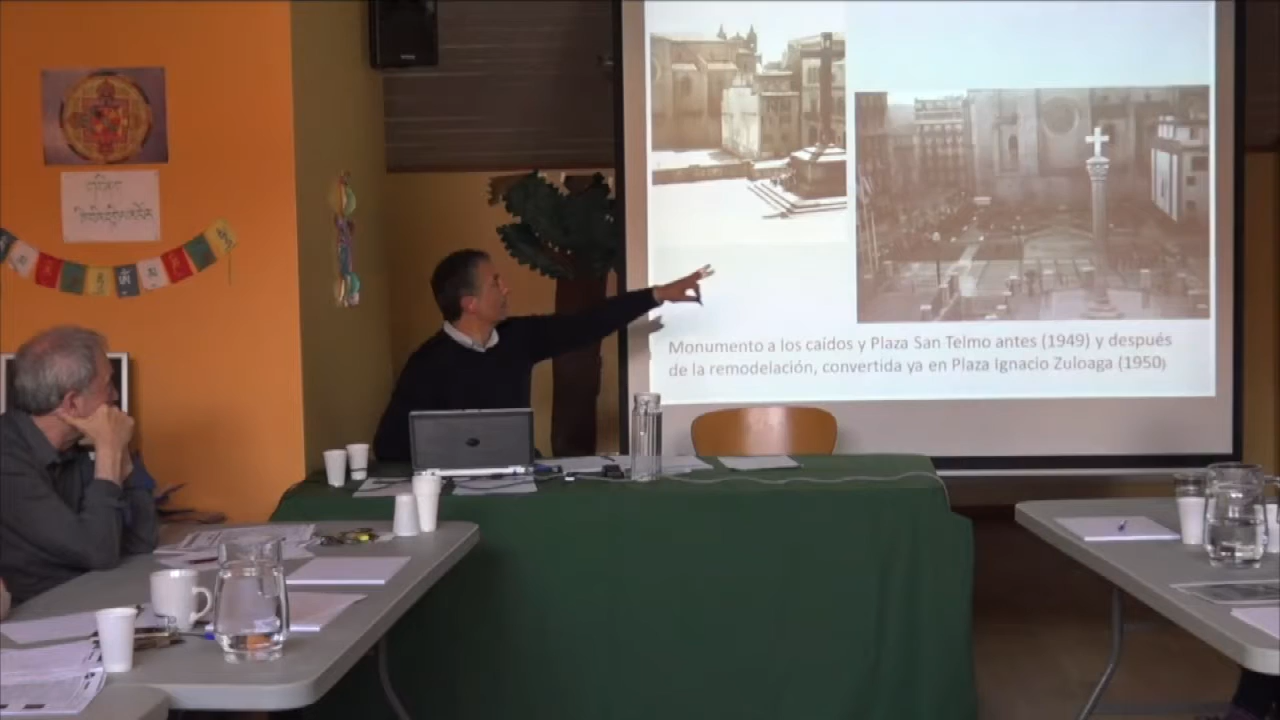 Monumento a los caídos y Plaza San Telmo antes (1949) y después
de la remodelación, convertida ya en Plaza Ignacio Zuloaga (1950)